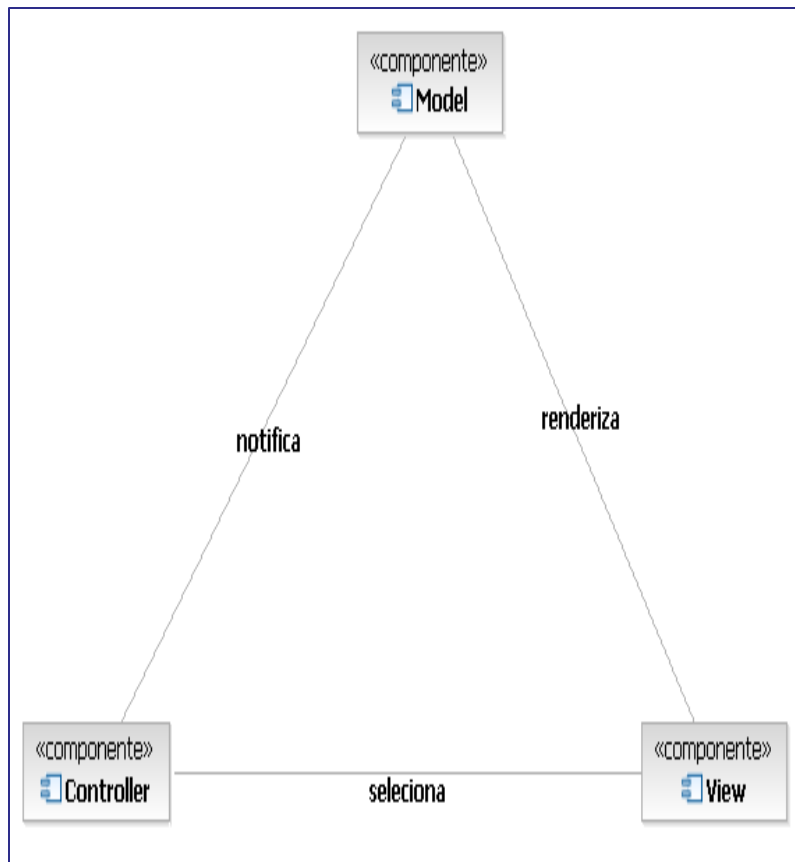 «componente»
Model
notifica
renderiza
«componente»
Controller
seleciona
«componente»
View